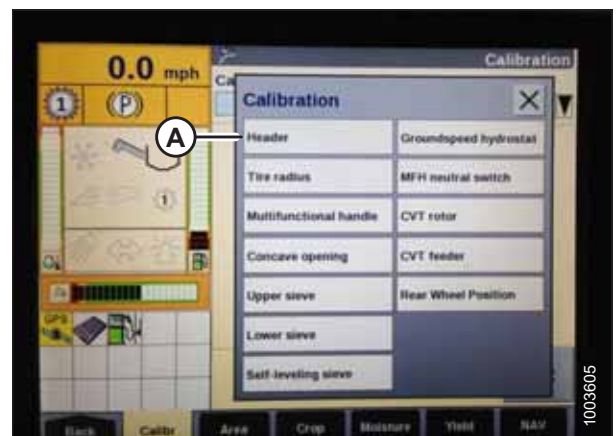 0.0 mph
Calibration
Ca
1
(P)
Calibration
X
A
Header
Groundspeed hydrostat
Tire radius
MFH neutral switch
1
Multifunctional handle
CVT rotor
Concave opening
CVT feeder
Upper sieve
Rear Wheel Position
Lower sieve
GPS
Self-leveling sieve
Back
Calibr
Area
Crop
Moisture
Yield
NAV
1003605